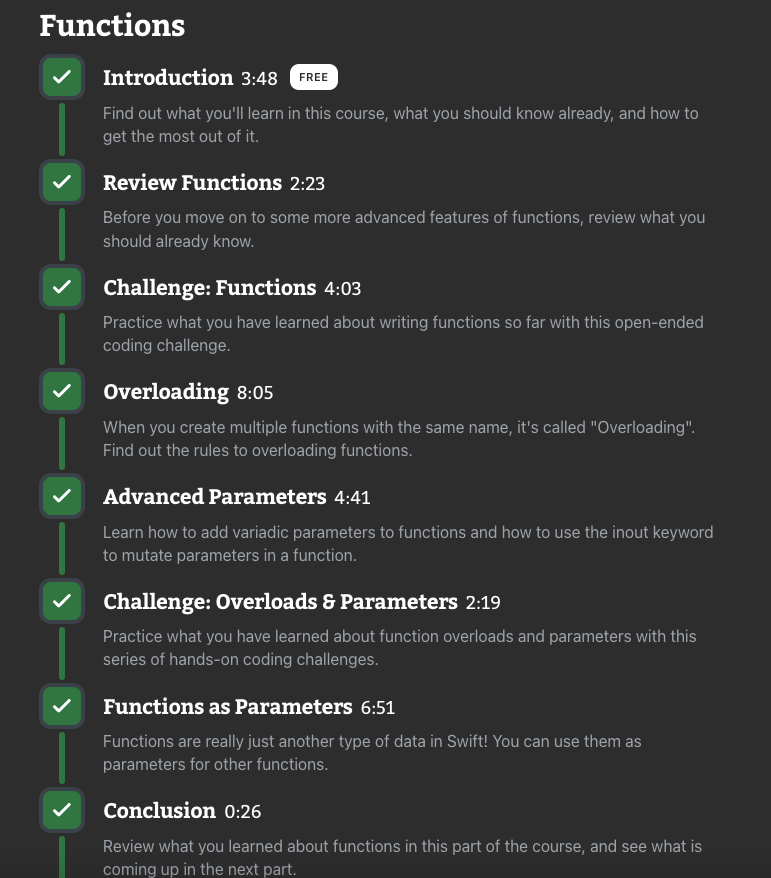 Functions
Introduction 3:48 FREE
Find out what you'll learn in this course, what you should know already, and how to
get the most out of it.
Review Functions 2:23
Before you move on to some more advanced features of functions, review what you
should already know.
Challenge: Functions 4:03
Practice what you have learned about writing functions so far with this open-ended
coding challenge.
Overloading 8:05
When you create multiple functions with the same name, it's called "Overloading".
Find out the rules to overloading functions.
Advanced Parameters 4:41
Learn how to add variadic parameters to functions and how to use the inout keyword
to mutate parameters in a function.
Challenge: Overloads & Parameters 2:19
Practice what you have learned about function overloads and parameters with this
series of hands-on coding challenges.
Functions as Parameters 6:51
Functions are really just another type of data in Swift! You can use them as
parameters for other functions.
Conclusion 0:26
Review what you learned about functions in this part of the course, and see what is
coming up in the next part.